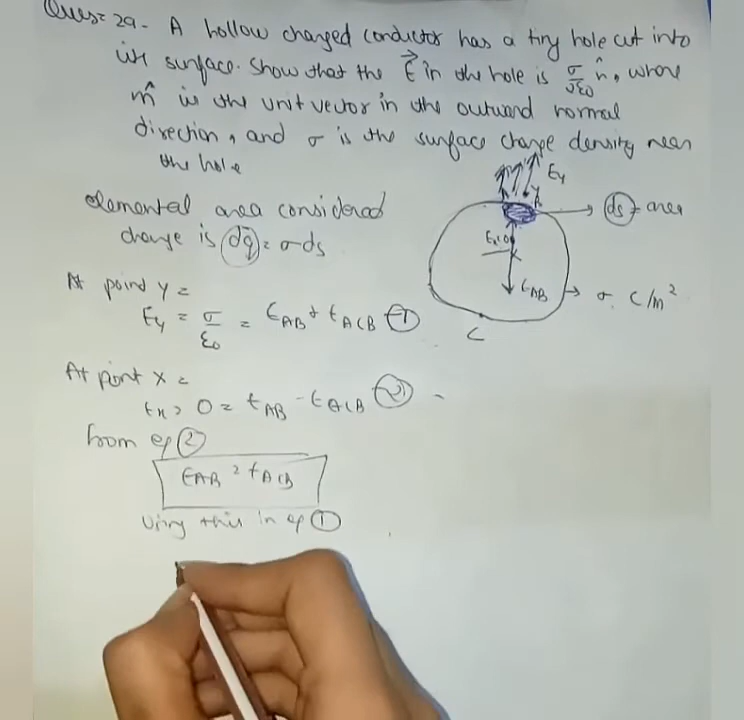 Ques= 29- A hollow charged conductor has a tiny hole cut into
its surface. Show that the E⃗ in the hole is σ/2ε₀ n̂, where
n̂ is the unit vector in the outward normal
direction, and σ is the surface charge density near
the hole
Ey
elemental area considered
ds = area
charge is dq = σds
Ex=0
EAB
σ C/m²
C
At point Y =
Ey = σ/ε₀ = EAB + EACB ①
At point X =
Ex = 0 = EAB - EACB ②
from eq ②
EAB = EACB
Using this in eq ①